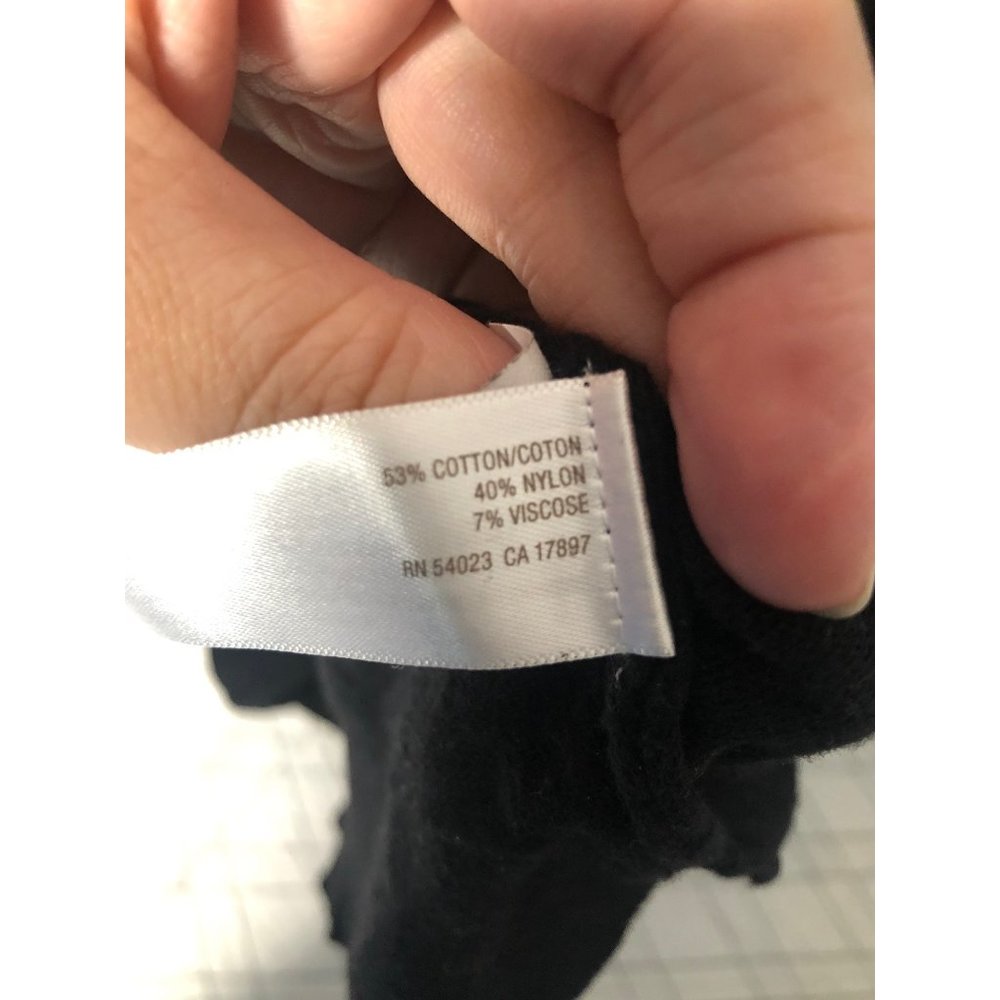 53% COTTON/COTON
40% NYLON
7% VISCOSE
RN 54023 CA 17897